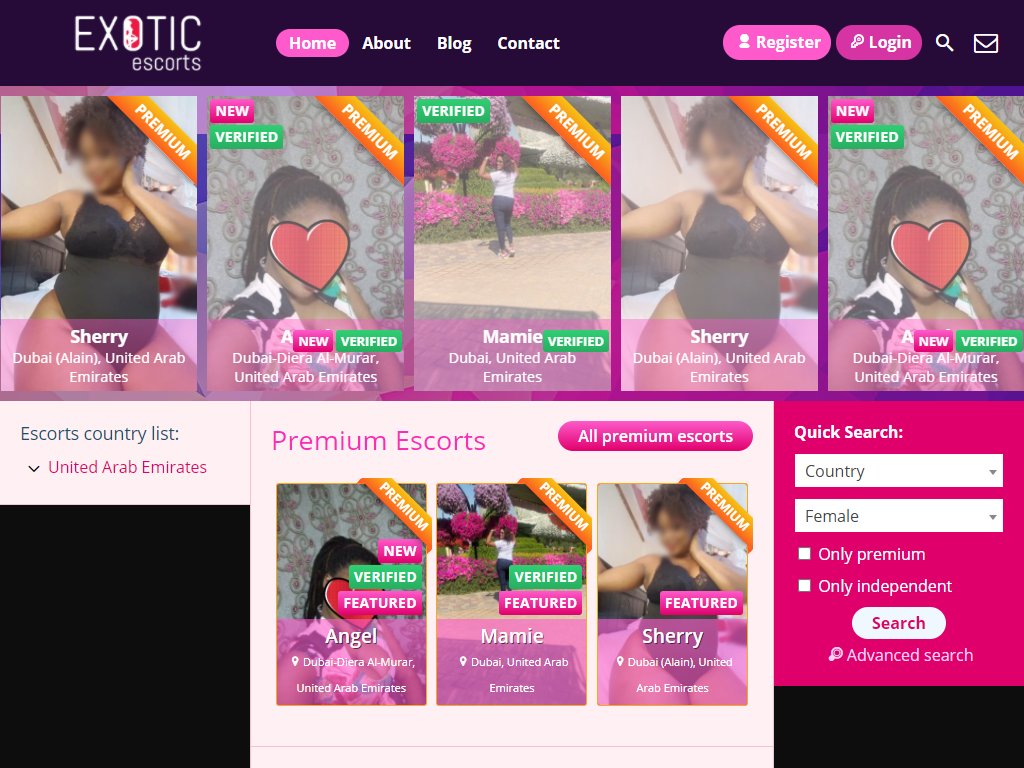 EXOTIC
escorts
Home About Blog Contact
Register Login
PREMIUM
Sherry
Dubai (Alain), United Arab
Emirates
NEW
VERIFIED
PREMIUM
NEW VERIFIED
Dubai-Diera Al-Murar,
United Arab Emirates
VERIFIED
PREMIUM
Mamie VERIFIED
Dubai, United Arab
Emirates
PREMIUM
Sherry
Dubai (Alain), United Arab
Emirates
NEW
VERIFIED
PREMIUM
NEW VERIFIED
Dubai-Diera Al-Murar,
United Arab Emirates
Escorts country list:
United Arab Emirates
Premium Escorts
All premium escorts
PREMIUM
NEW
VERIFIED
FEATURED
Angel
Dubai-Diera Al-Murar,
United Arab Emirates
PREMIUM
VERIFIED
FEATURED
Mamie
Dubai, United Arab
Emirates
PREMIUM
FEATURED
Sherry
Dubai (Alain), United
Arab Emirates
Quick Search:
Country
Female
Only premium
Only independent
Search
Advanced search